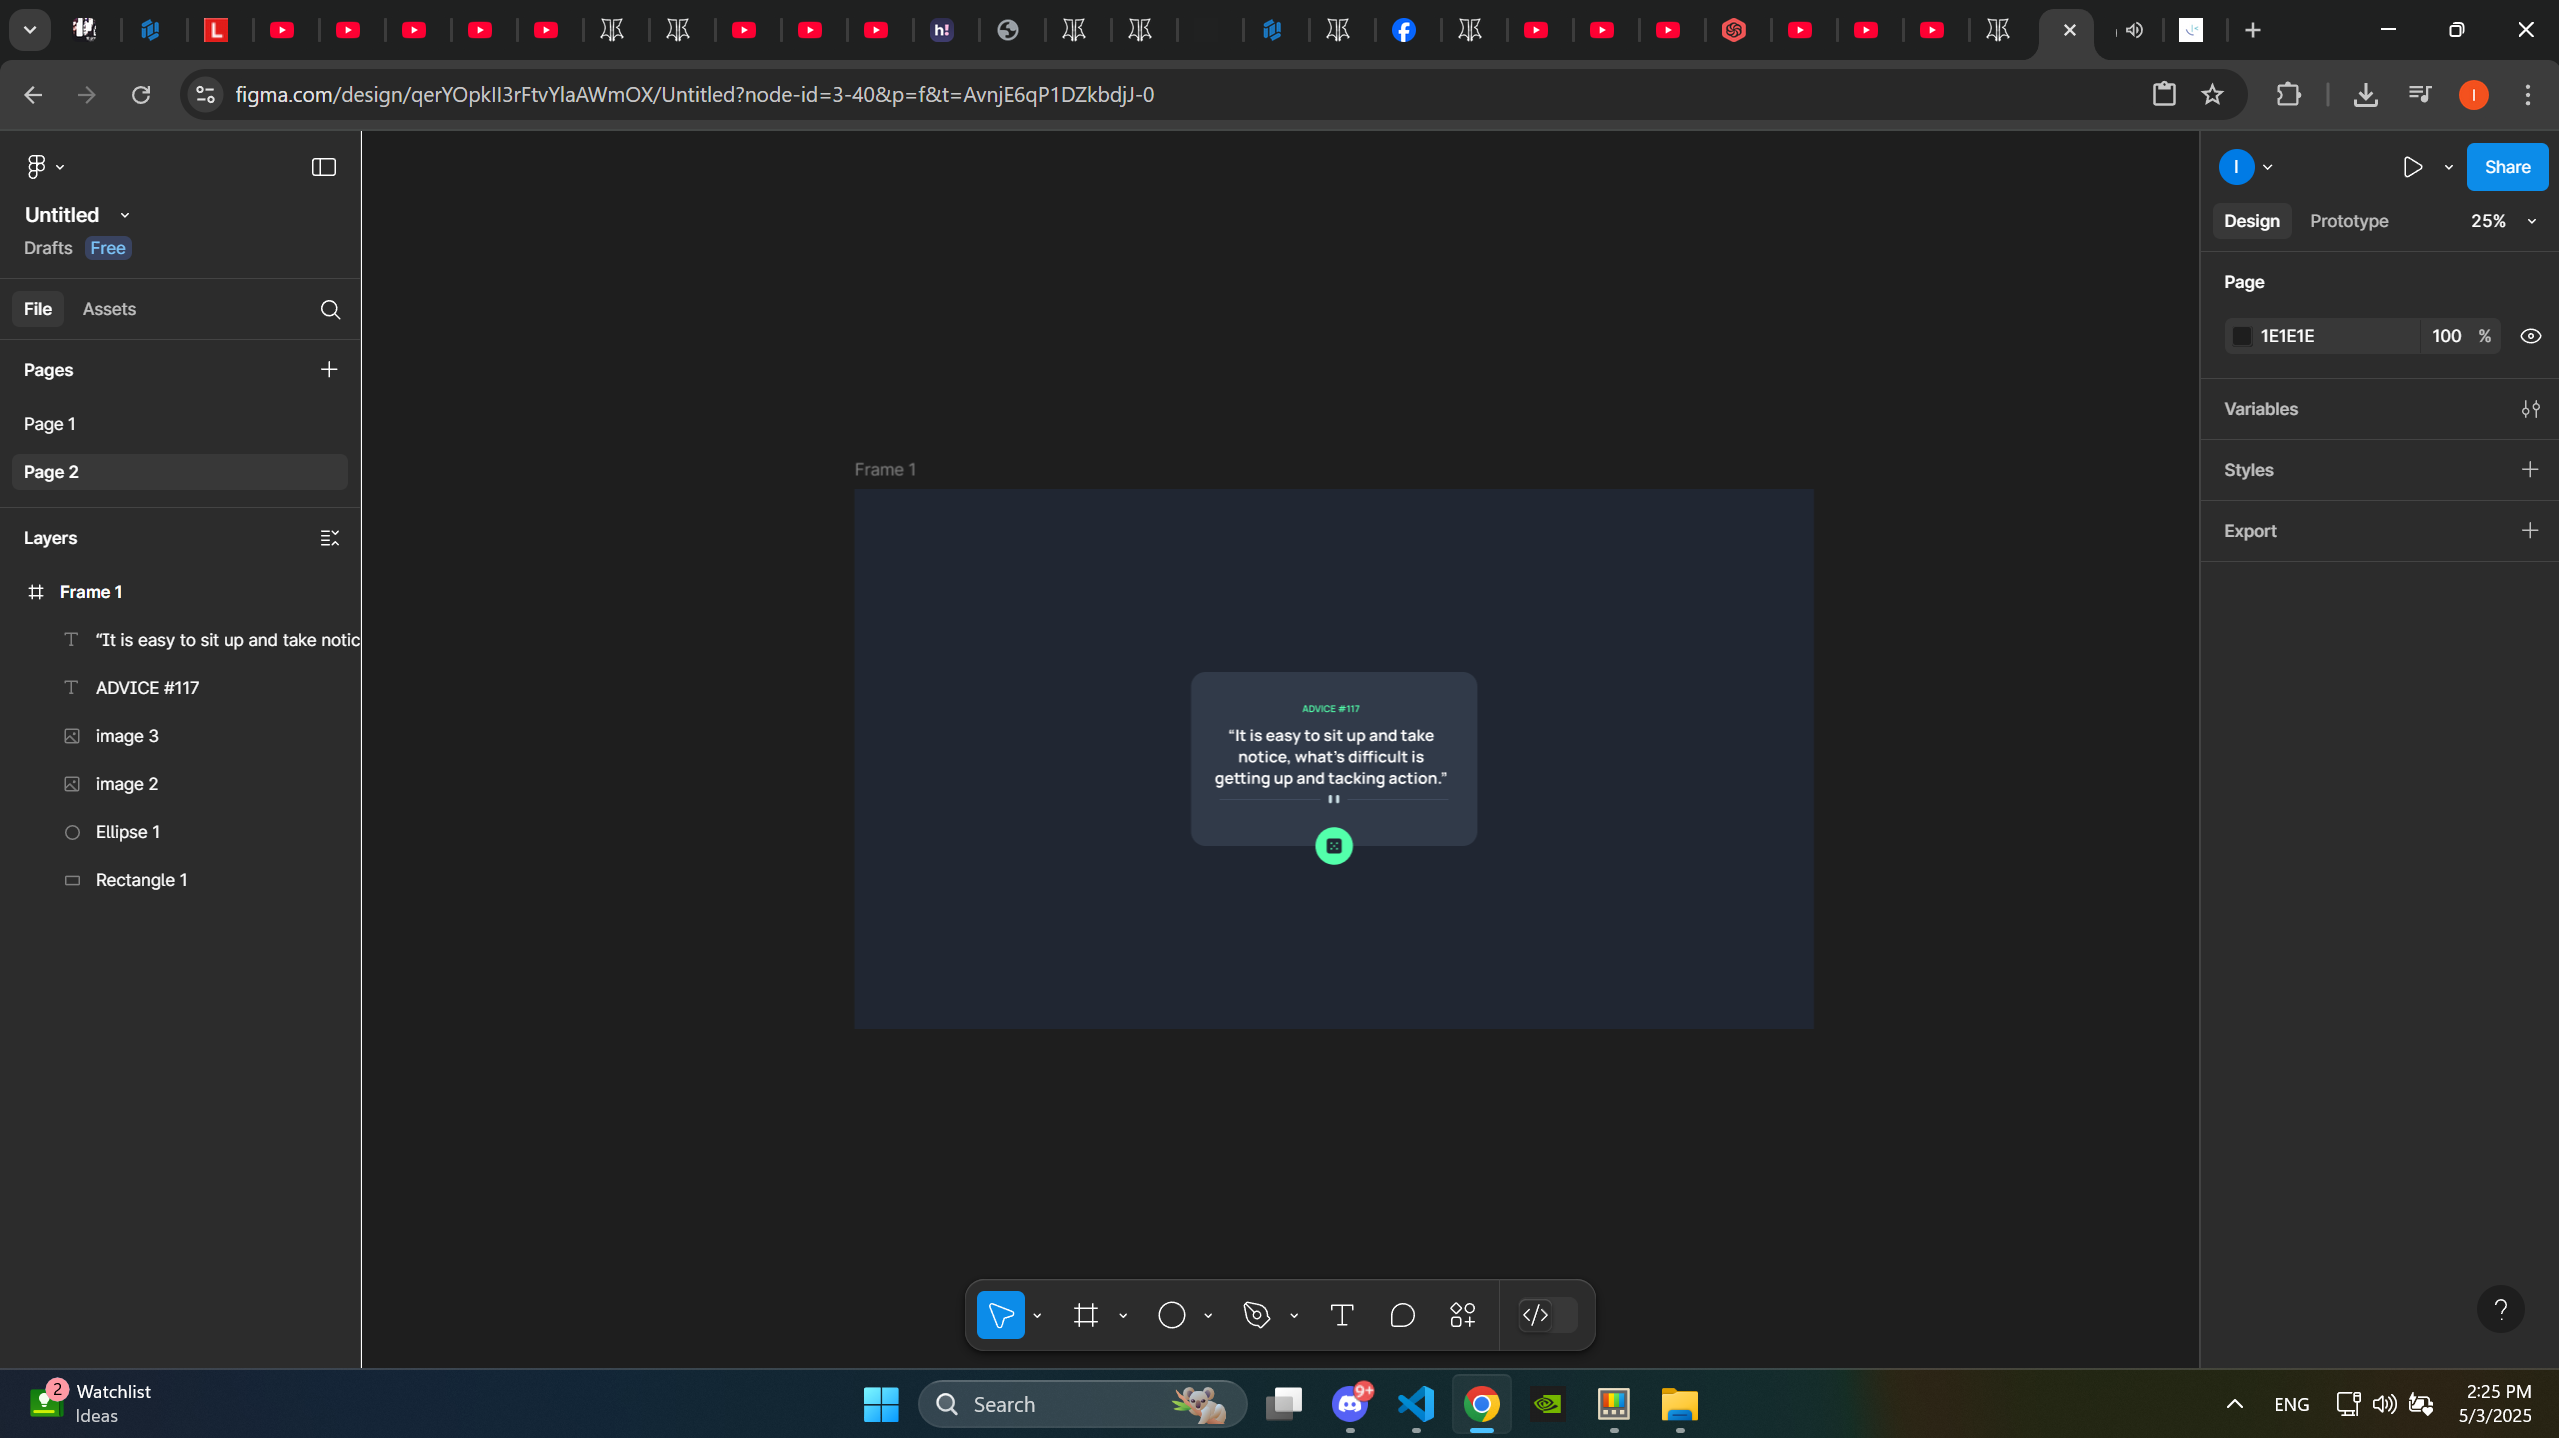 figma.com/design/qerYOpkII3rFtvYlaAWmOX/Untitled?node-id=3-40&p=f&t=AvnjE6qP1DZkbdjJ-0
Untitled
Drafts Free
File Assets
Pages
Page 1
Page 2
Layers
Frame 1
“It is easy to sit up and take notic
ADVICE #117
image 3
image 2
Ellipse 1
Rectangle 1
Frame 1
ADVICE #117
“It is easy to sit up and take
notice, what’s difficult is
getting up and tacking action.”
I
Share
Design Prototype 25%
Page
1E1E1E 100 %
Variables
Styles
Export
?
2
Watchlist
Ideas
Search
9+
ENG
2:25 PM
5/3/2025
L
h!
I